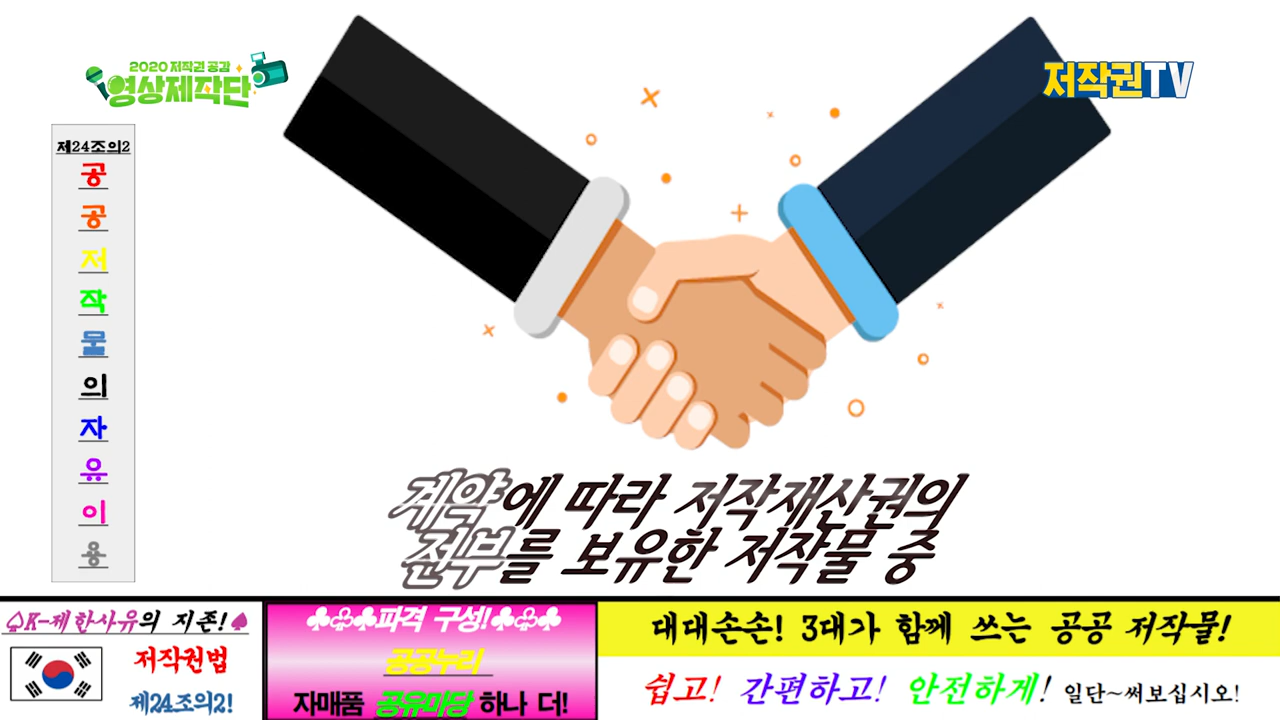 2020 저작권 공감
영상제작단
저작권TV
제24조의2
공
공
저
작
물
의
자
유
이
용
계약에 따라 저작재산권의
전부를 보유한 저작물 중
♤K-제한사유의 지존!♠
저작권법
제24조의2!
♣♧♣파격 구성!♣♧♣
공공누리
자매품 공유마당 하나 더!
대대손손! 3대가 함께 쓰는 공공 저작물!
쉽고! 간편하고! 안전하게! 일단~써보십시오!